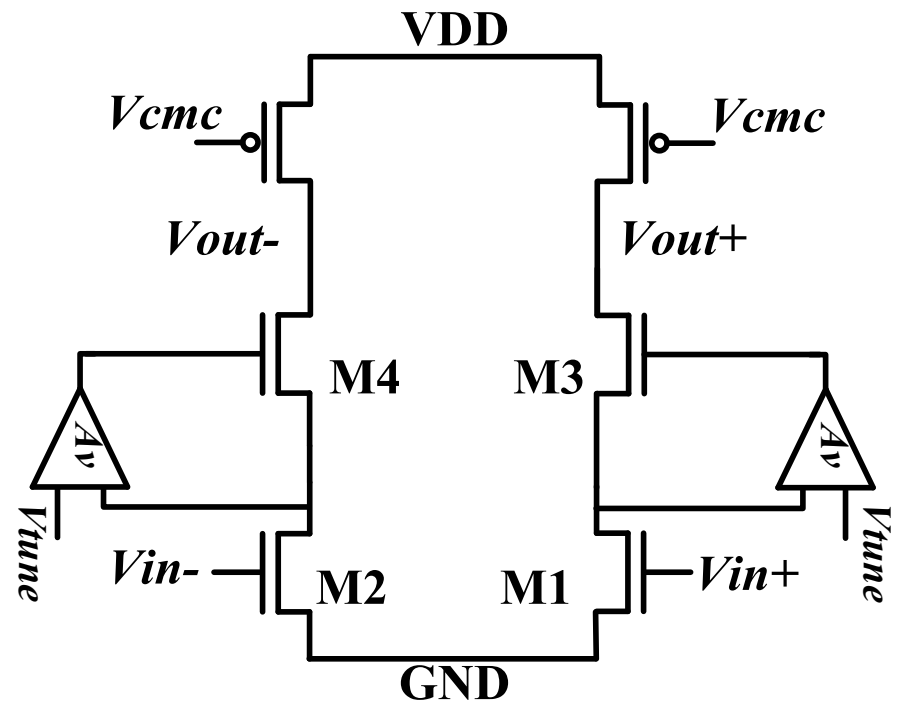 VDD
Vcmc
Vcmc
Vout-
Vout+
M4
M3
Av
Av
Vtune
Vtune
Vin-
M2
M1
Vin+
GND